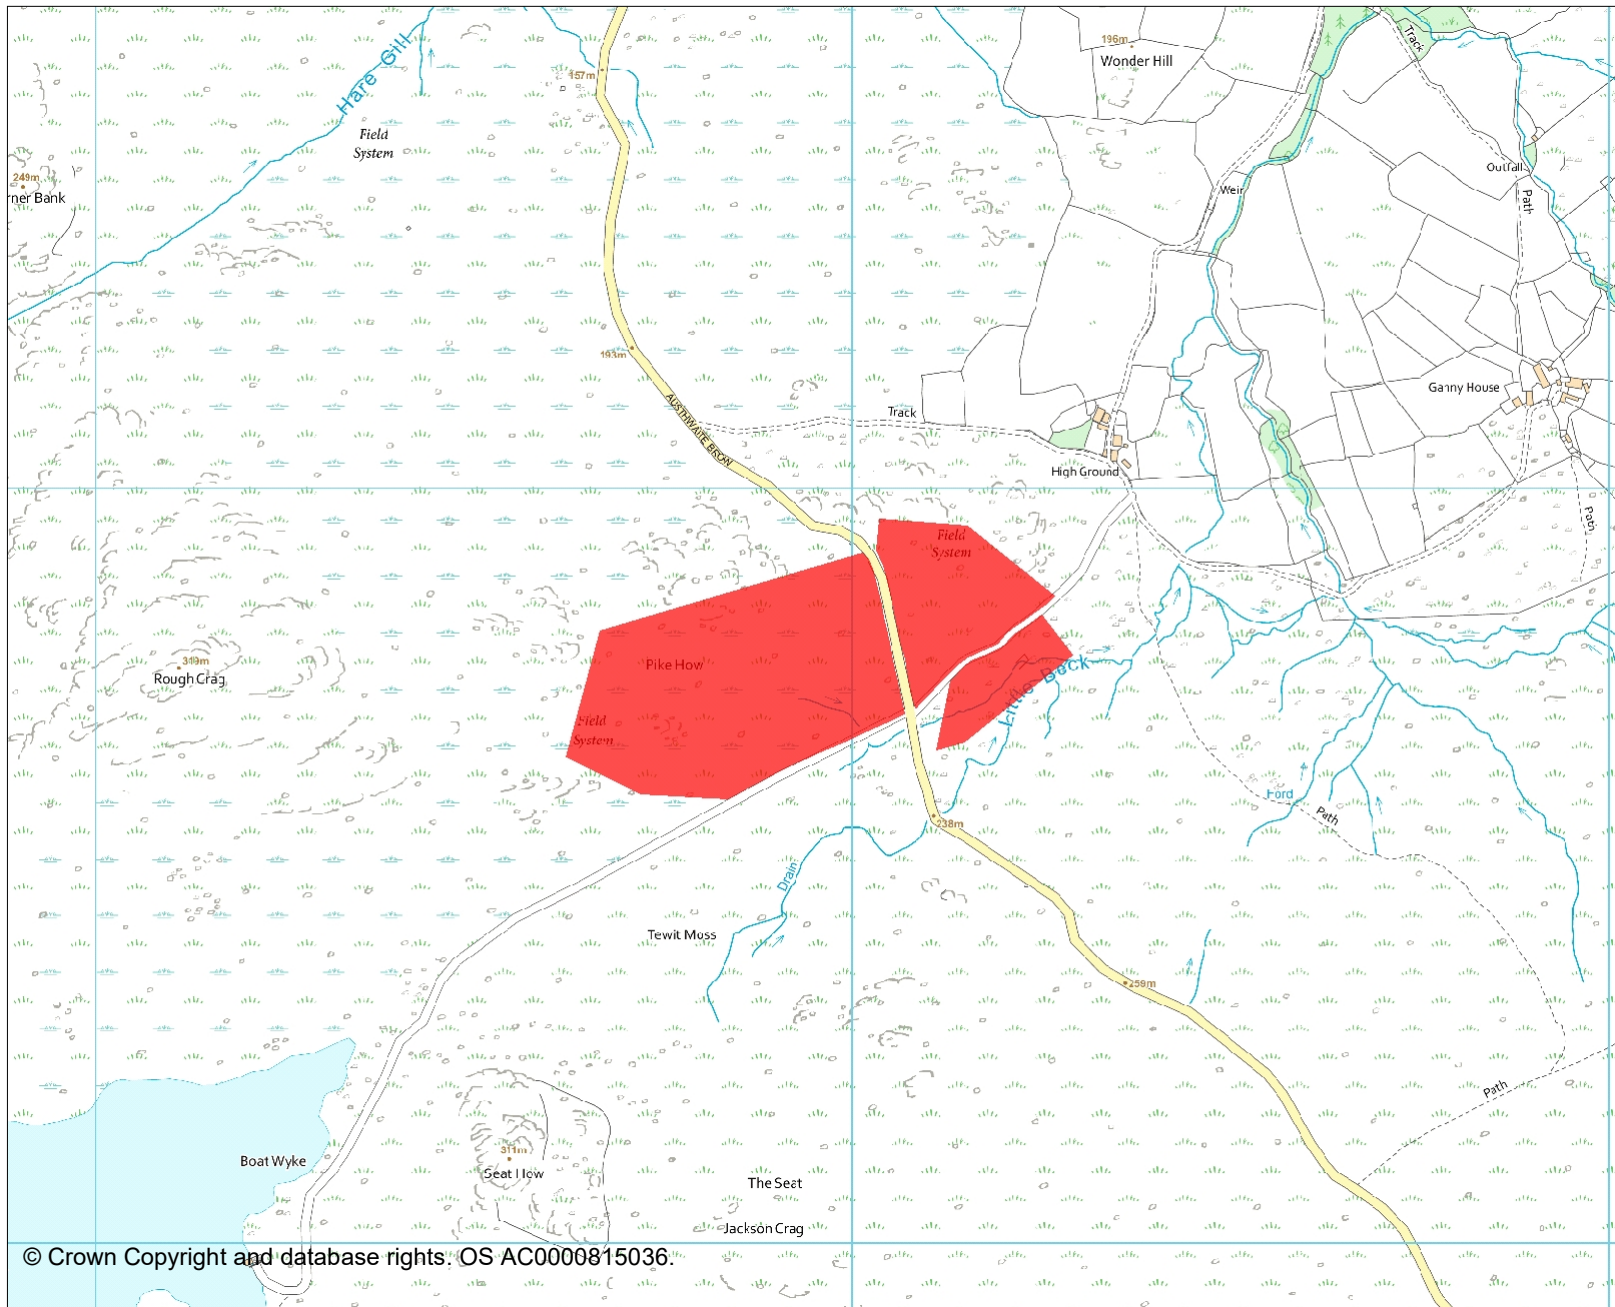 Hare Gill
Track
196m
Wonder Hill
157m
Field
System
249m
rner Bank
Outfall
Weir
Path
193m
Ganny House
AUSTHWAITE BROW
Track
High Ground
Path
Field
System
Pike How
319m
Rough Crag
Little Beck
Field
System
Ford
Path
238m
Drain
Tewit Moss
259m
Path
Boat Wyke
311m
Seat How
The Seat
Jackson Crag
© Crown Copyright and database rights. OS AC0000815036.